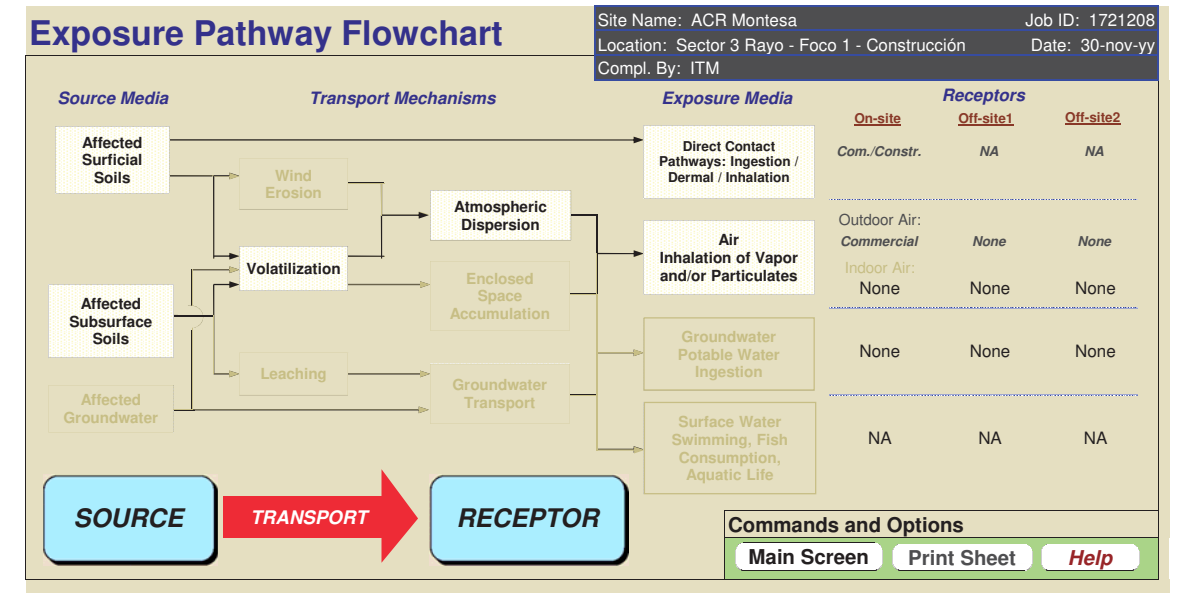 Exposure Pathway Flowchart
Site Name: ACR Montesa Job ID: 1721208
Location: Sector 3 Rayo - Foco 1 - Construcción Date: 30-nov-yy
Compl. By: ITM
Source Media
Transport Mechanisms
Exposure Media
Receptors
On-site Off-site1 Off-site2
Affected
Surficial
Soils
Wind
Erosion
Direct Contact
Pathways: Ingestion /
Dermal / Inhalation
Com./Constr. NA NA
Atmospheric
Dispersion
Volatilization
Air
Inhalation of Vapor
and/or Particulates
Outdoor Air:
Commercial None None
Indoor Air:
None None None
Affected
Subsurface
Soils
Enclosed
Space
Accumulation
Groundwater
Potable Water
Ingestion
None None None
Leaching
Groundwater
Transport
Affected
Groundwater
Surface Water
Swimming, Fish
Consumption,
Aquatic Life
NA NA NA
SOURCE
TRANSPORT
RECEPTOR
Commands and Options
Main Screen Print Sheet Help